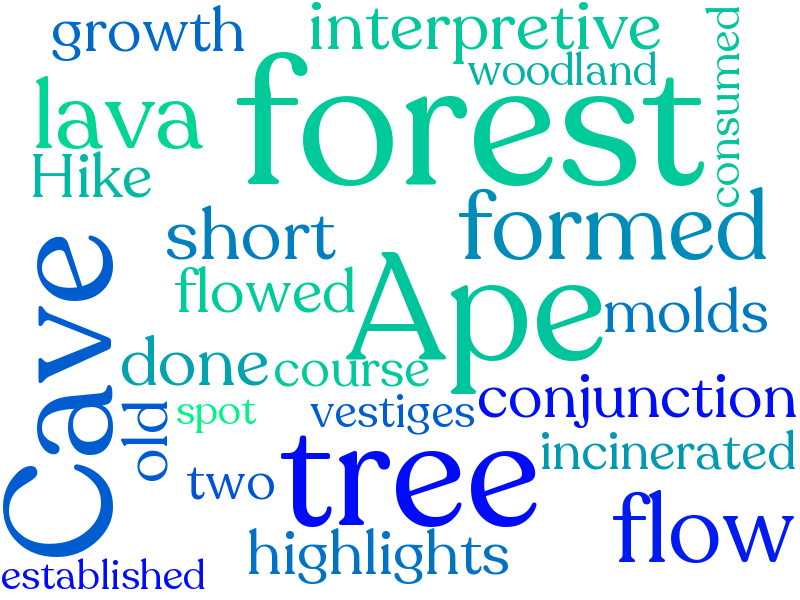 growth
interpretive
woodland
consumed
lava
forest
Hike
short
formed
Cave
flowed
Ape
molds
done
course
old
spot
vestiges
conjunction
two
tree
incinerated
flow
highlights
established